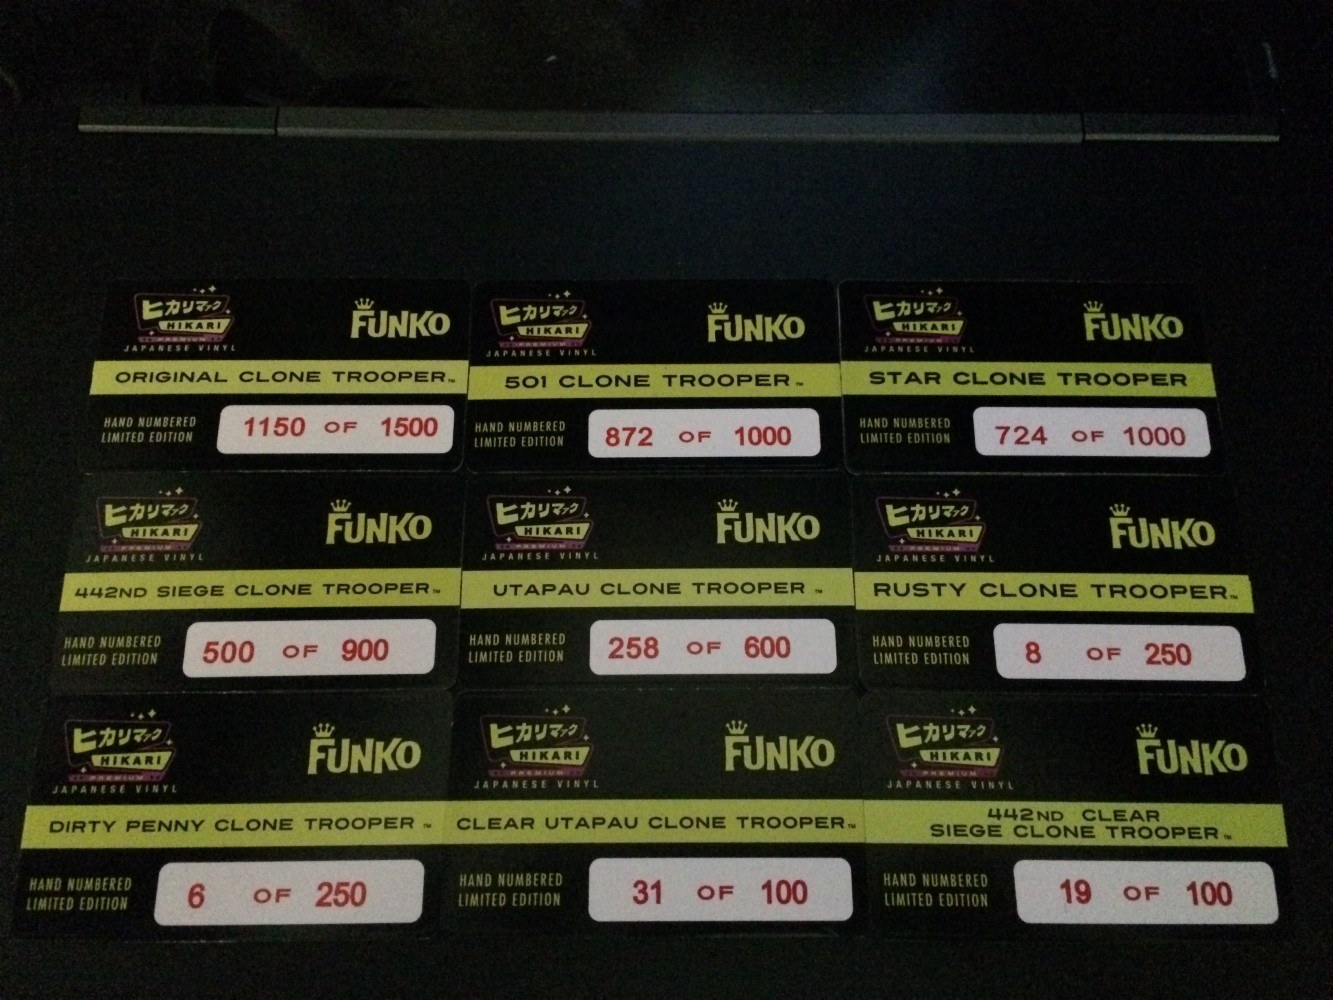 ヒカリマック
HIKARI
PREMIUM
JAPANESE VINYL
FUNKO
ORIGINAL CLONE TROOPER™
HAND NUMBERED
LIMITED EDITION
1150 OF 1500
ヒカリマック
HIKARI
PREMIUM
JAPANESE VINYL
FUNKO
501 CLONE TROOPER™
HAND NUMBERED
LIMITED EDITION
872 OF 1000
ヒカリマック
HIKARI
PREMIUM
JAPANESE VINYL
FUNKO
STAR CLONE TROOPER
HAND NUMBERED
LIMITED EDITION
724 OF 1000
ヒカリマック
HIKARI
PREMIUM
JAPANESE VINYL
FUNKO
442ND SIEGE CLONE TROOPER™
HAND NUMBERED
LIMITED EDITION
500 OF 900
ヒカリマック
HIKARI
PREMIUM
JAPANESE VINYL
FUNKO
UTAPAU CLONE TROOPER™
HAND NUMBERED
LIMITED EDITION
258 OF 600
ヒカリマック
HIKARI
PREMIUM
JAPANESE VINYL
FUNKO
RUSTY CLONE TROOPER™
HAND NUMBERED
LIMITED EDITION
8 OF 250
ヒカリマック
HIKARI
PREMIUM
JAPANESE VINYL
FUNKO
DIRTY PENNY CLONE TROOPER™
HAND NUMBERED
LIMITED EDITION
6 OF 250
ヒカリマック
HIKARI
PREMIUM
JAPANESE VINYL
FUNKO
CLEAR UTAPAU CLONE TROOPER™
HAND NUMBERED
LIMITED EDITION
31 OF 100
ヒカリマック
HIKARI
PREMIUM
JAPANESE VINYL
FUNKO
442ND CLEAR
SIEGE CLONE TROOPER™
HAND NUMBERED
LIMITED EDITION
19 OF 100